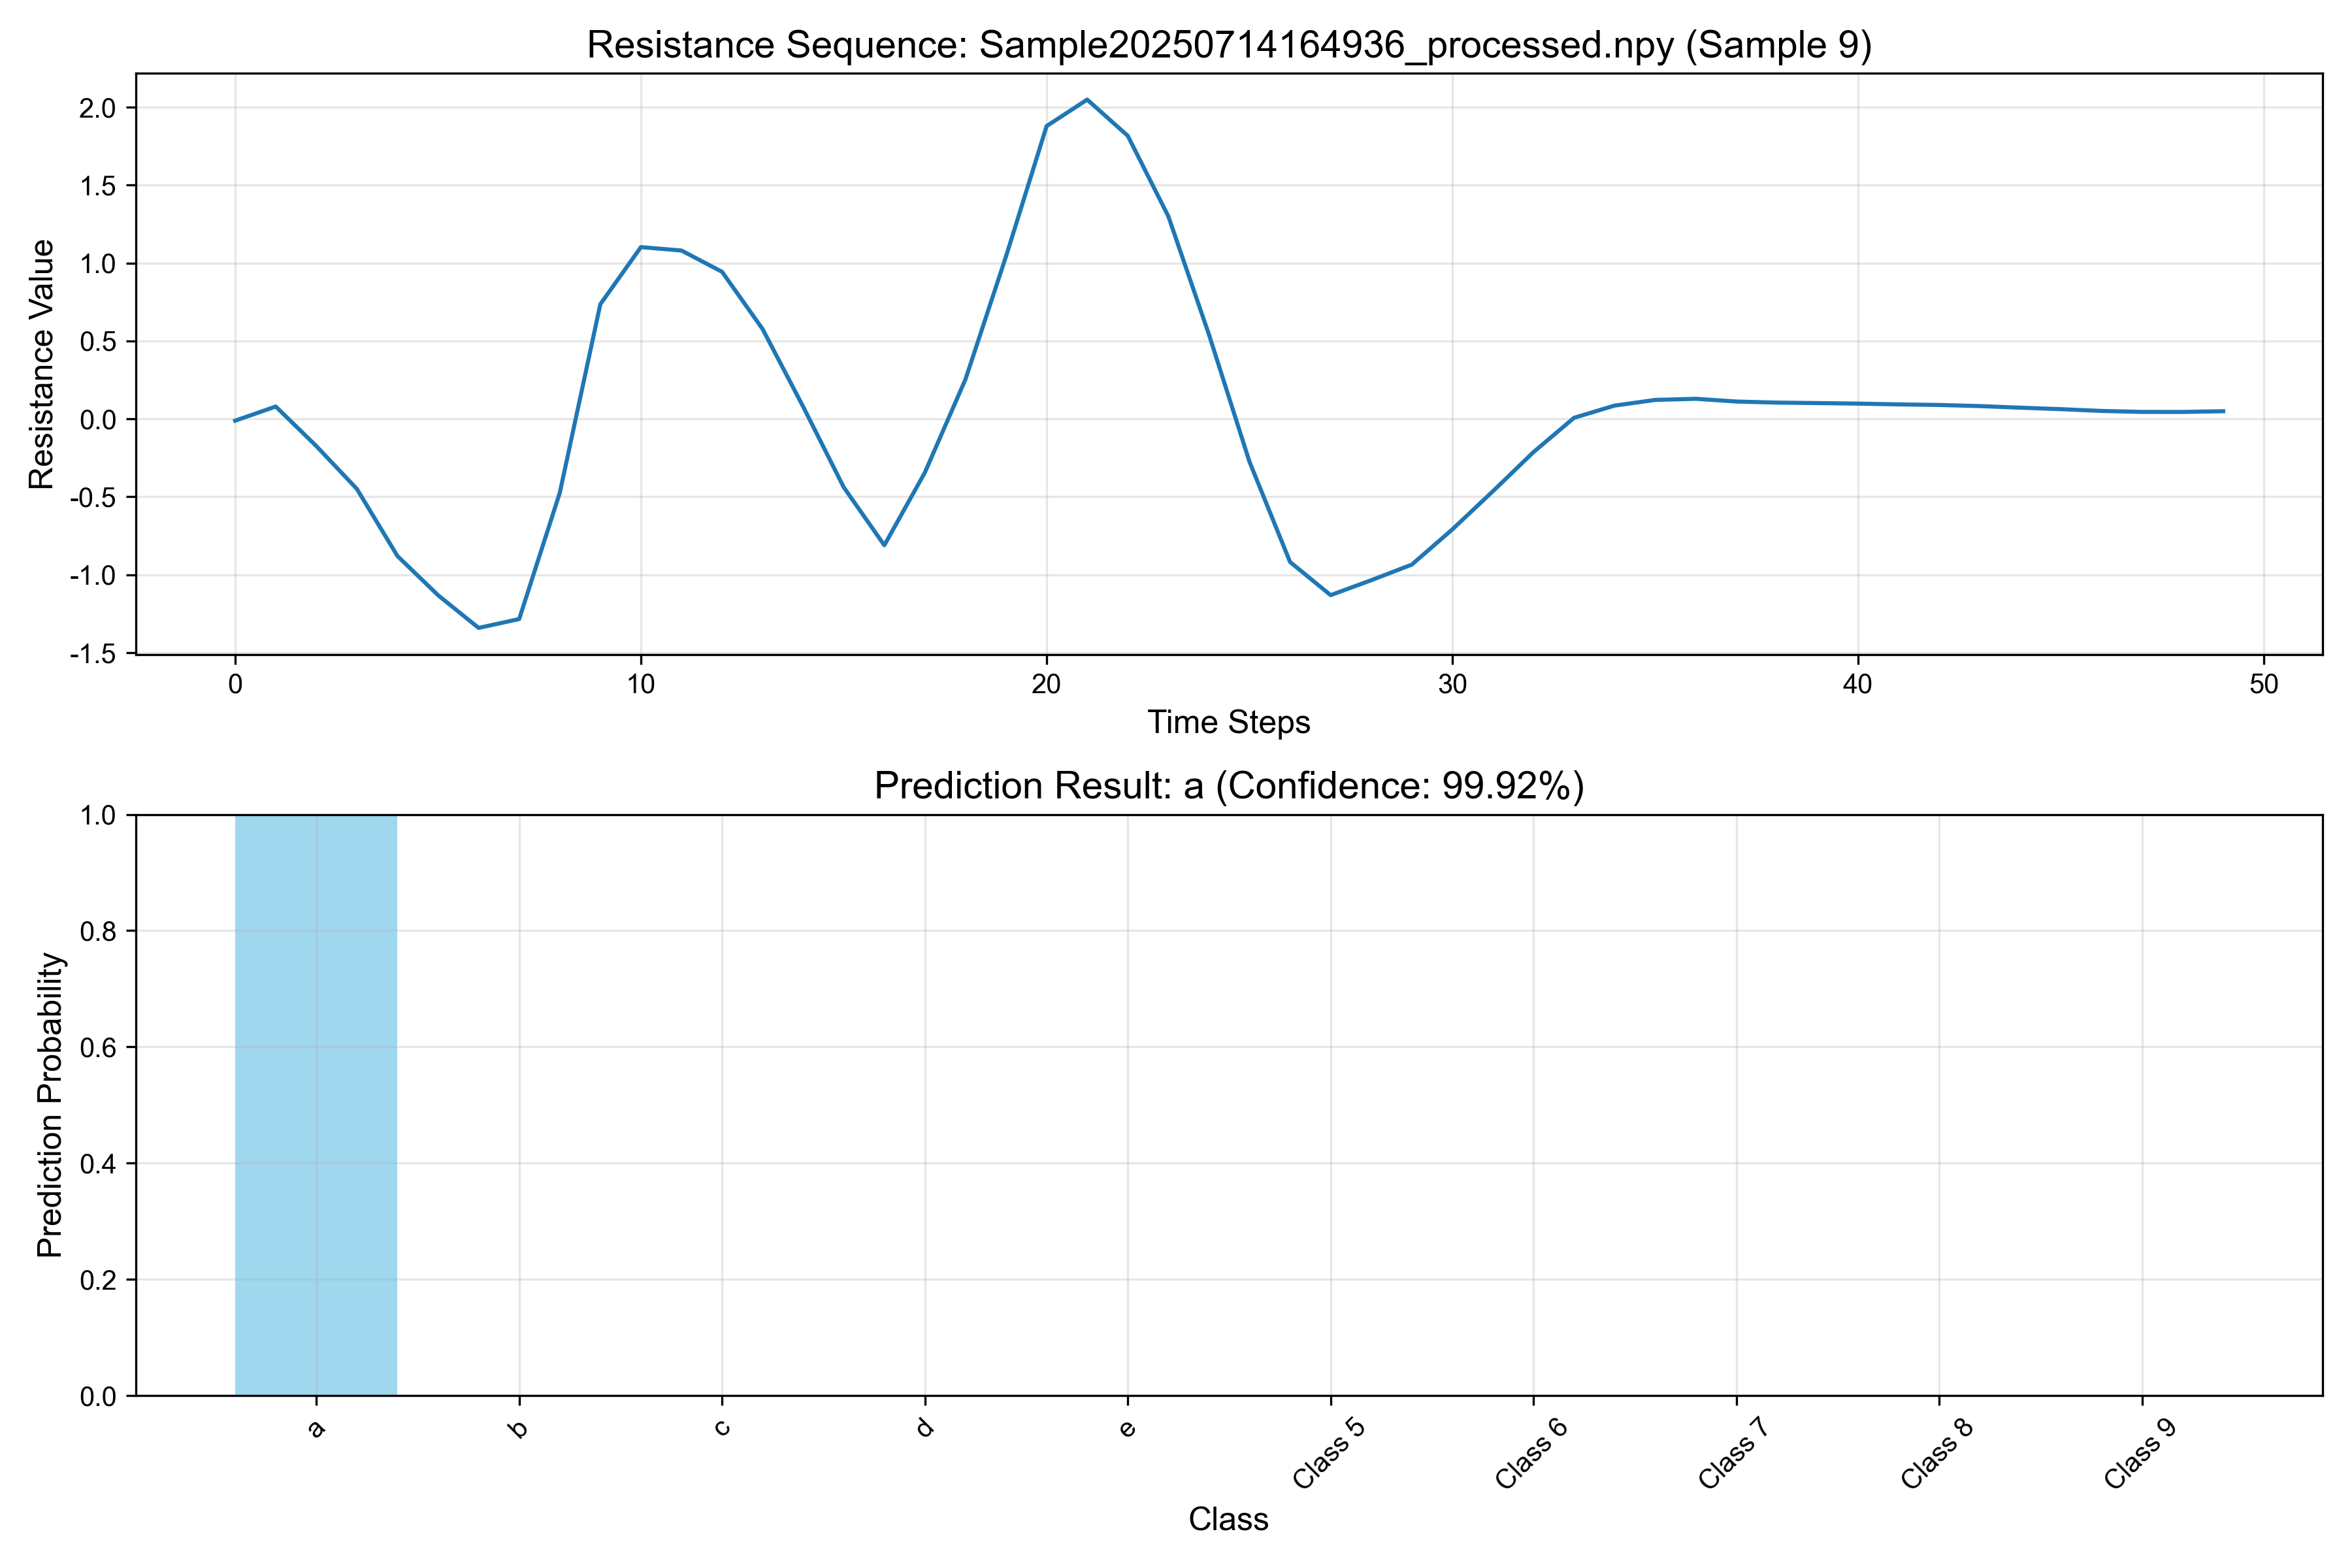 Resistance Sequence: Sample20250714164936_processed.npy (Sample 9)
Resistance Value
2.0
1.5
1.0
0.5
0.0
-0.5
-1.0
-1.5
0 10 20 30 40 50
Time Steps
Prediction Result: a (Confidence: 99.92%)
Prediction Probability
1.0
0.8
0.6
0.4
0.2
0.0
a b c d e Class 5 Class 6 Class 7 Class 8 Class 9
Class